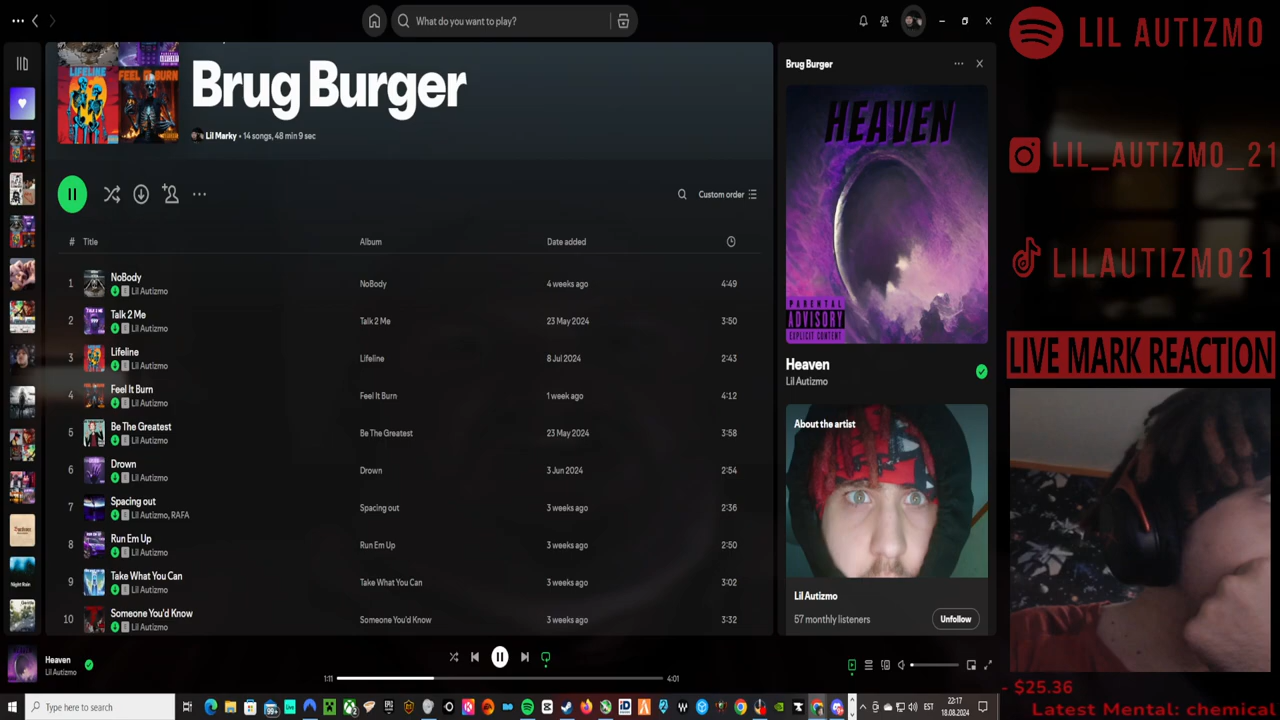 What do you want to play?
LIL AUTIZMO
Brug Burger
Lil Marky • 14 songs, 48 min 9 sec
Brug Burger
HEAVEN
PARENTAL
ADVISORY
EXPLICIT CONTENT
LIL_AUTIZMO_21
Custom order
# Title Album Date added
LILAUTIZMO21
1 NoBody NoBody 4 weeks ago 4:49
E Lil Autizmo
2 Talk 2 Me Talk 2 Me 23 May 2024 3:50
E Lil Autizmo
3 Lifeline Lifeline 8 Jul 2024 2:43
E Lil Autizmo
4 Feel It Burn Feel It Burn 1 week ago 4:12
E Lil Autizmo
5 Be The Greatest Be The Greatest 23 May 2024 3:58
E Lil Autizmo
6 Drown Drown 3 Jun 2024 2:54
E Lil Autizmo
7 Spacing out Spacing out 3 weeks ago 2:36
E Lil Autizmo, RAFA
8 Run Em Up Run Em Up 3 weeks ago 2:50
E Lil Autizmo
9 Take What You Can Take What You Can 3 weeks ago 3:02
E Lil Autizmo
10 Someone You'd Know Someone You'd Know 3 weeks ago 3:32
E Lil Autizmo
LIVE MARK REACTION
Heaven
Lil Autizmo
About the artist
Lil Autizmo
57 monthly listeners
Unfollow
Night Rain
Heaven
Lil Autizmo
1:11
4:01
- $25.36
Latest Mental: chemical
Type here to search
99+
22:17
18.08.2024